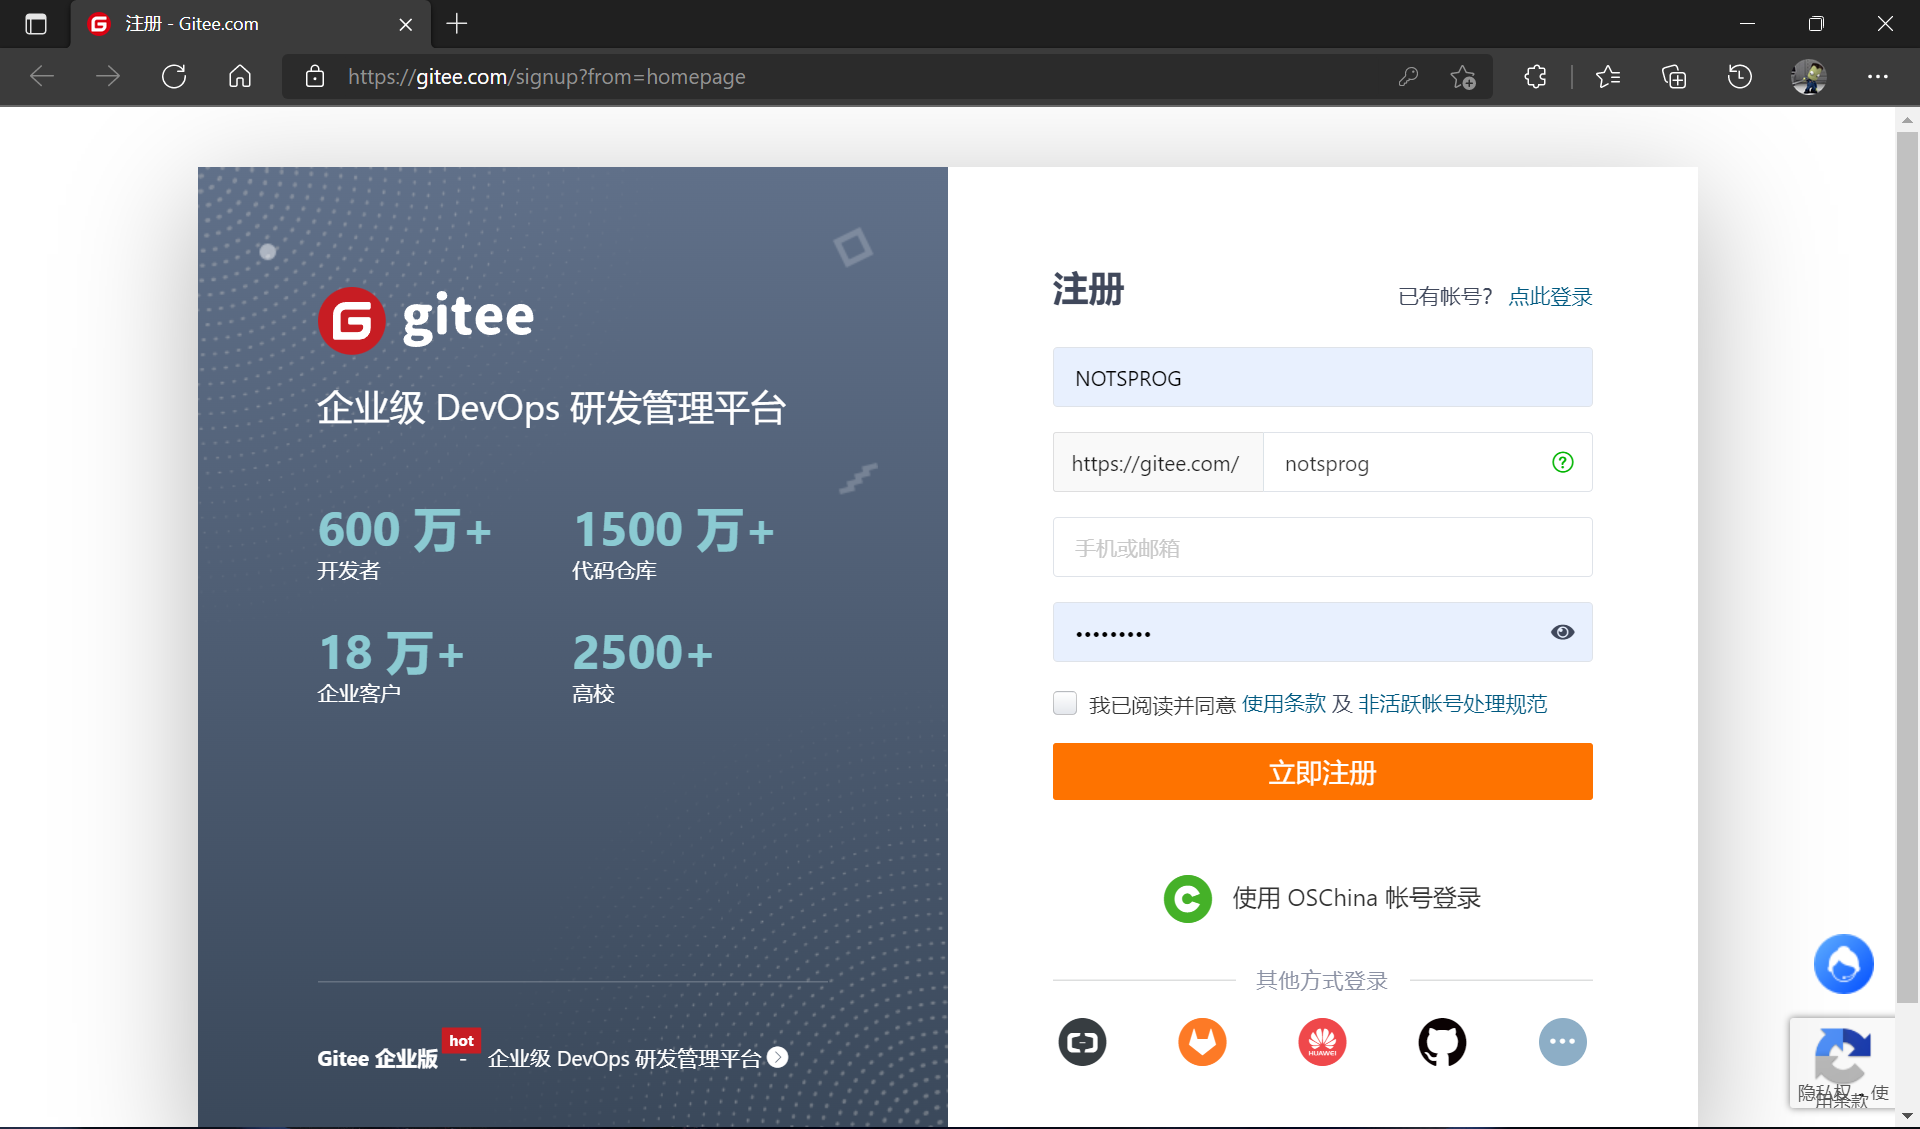 注册 - Gitee.com
https://gitee.com/signup?from=homepage
gitee
企业级 DevOps 研发管理平台
600 万+
1500 万+
开发者
代码仓库
18 万+
2500+
企业客户
高校
Gitee 企业版
hot
- 企业级 DevOps 研发管理平台
注册
已有帐号? 点此登录
NOTSPROG
https://gitee.com/
notsprog
手机或邮箱
•••••••••
我已阅读并同意 使用条款 及 非活跃帐号处理规范
立即注册
使用 OSChina 帐号登录
其他方式登录
HUAWEI
隐私权 - 使
用条款